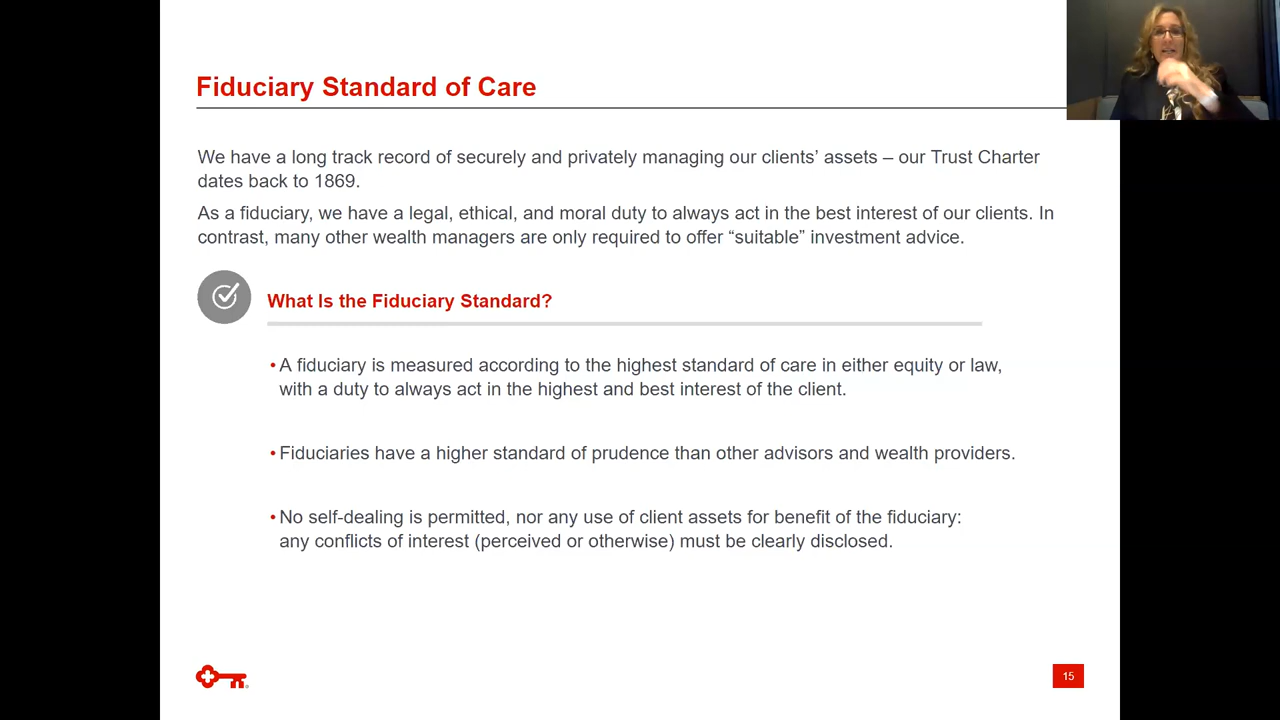 Fiduciary Standard of Care
We have a long track record of securely and privately managing our clients’ assets – our Trust Charter
dates back to 1869.
As a fiduciary, we have a legal, ethical, and moral duty to always act in the best interest of our clients. In
contrast, many other wealth managers are only required to offer “suitable” investment advice.
What Is the Fiduciary Standard?
• A fiduciary is measured according to the highest standard of care in either equity or law,
with a duty to always act in the highest and best interest of the client.
• Fiduciaries have a higher standard of prudence than other advisors and wealth providers.
• No self-dealing is permitted, nor any use of client assets for benefit of the fiduciary:
any conflicts of interest (perceived or otherwise) must be clearly disclosed.
15